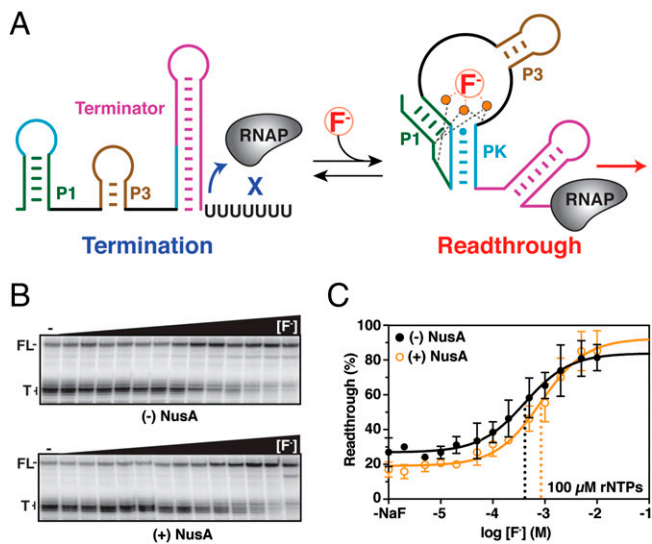 A
Terminator
P1
P3
RNAP
X
UUUUUUU
Termination
F⁻
F⁻
P3
P1
PK
RNAP
Readthrough
B
- [F⁻]
FL-
T
(-) NusA
- [F⁻]
FL-
T
(+) NusA
C
Readthrough (%)
100
80
60
40
20
0
(-) NusA
(+) NusA
100 µM rNTPs
-NaF -5 -4 -3 -2 -1
log [F⁻] (M)